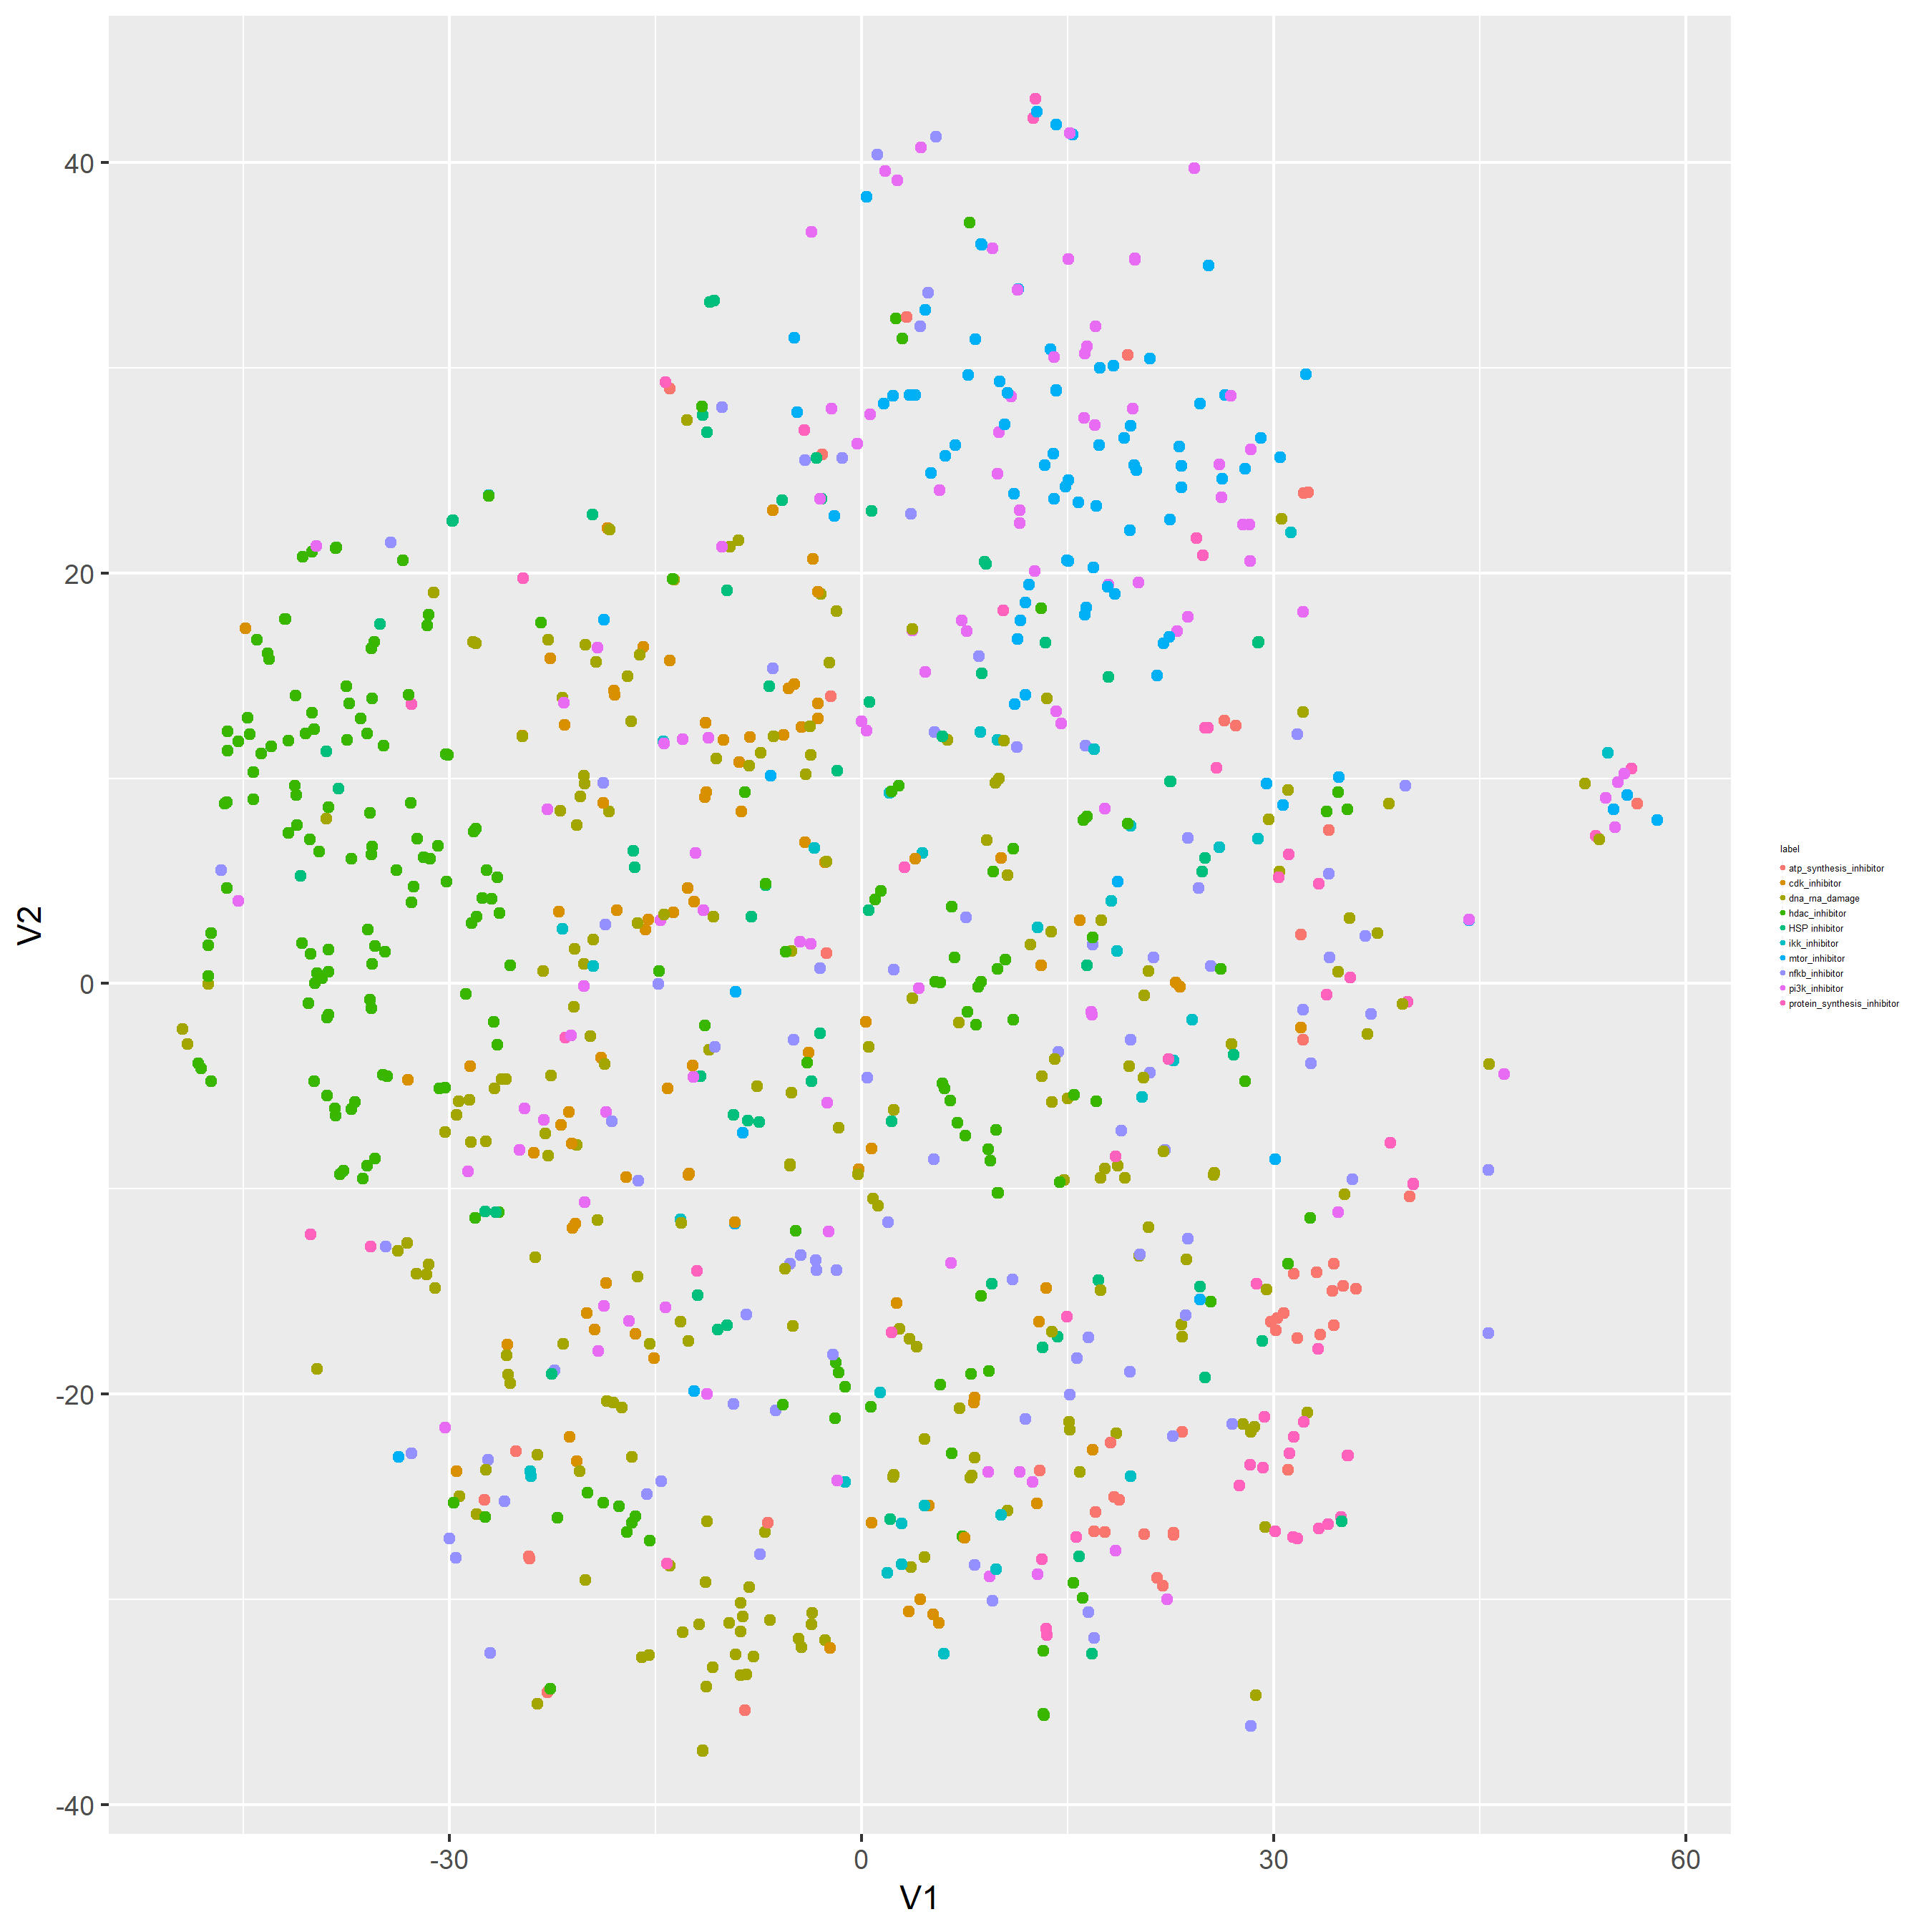 40
20
0
-20
-40
V2
-30
0
30
60
V1
label
atp_synthesis_inhibitor
cdk_inhibitor
dna_rna_damage
hdac_inhibitor
HSP inhibitor
ikk_inhibitor
mtor_inhibitor
nfkb_inhibitor
pi3k_inhibitor
protein_synthesis_inhibitor